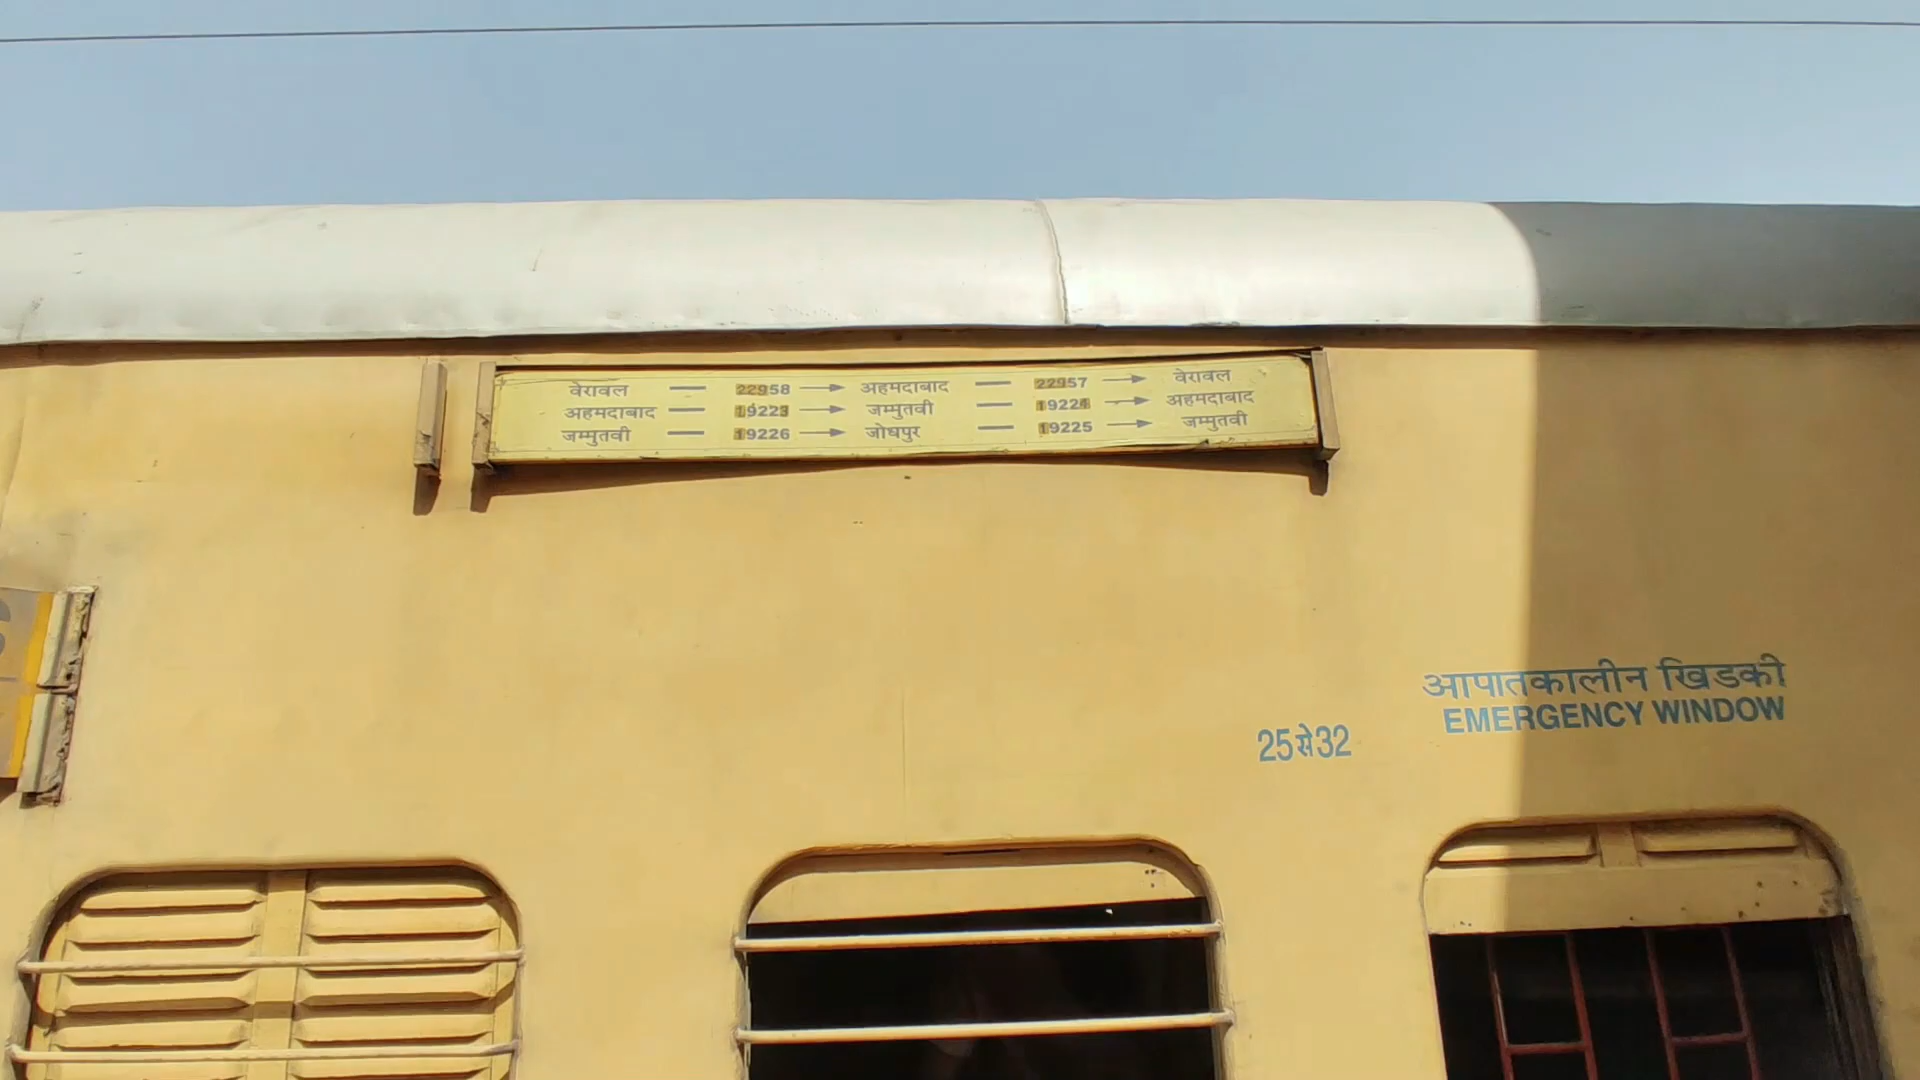 वेरावल — 22958 → अहमदाबाद — 22957 → वेरावल
अहमदाबाद — 19223 → जम्मुतवी — 19224 → अहमदाबाद
जम्मुतवी — 19226 → जोधपुर — 19225 → जम्मुतवी
आपातकालीन खिडकी
EMERGENCY WINDOW
25 से 32